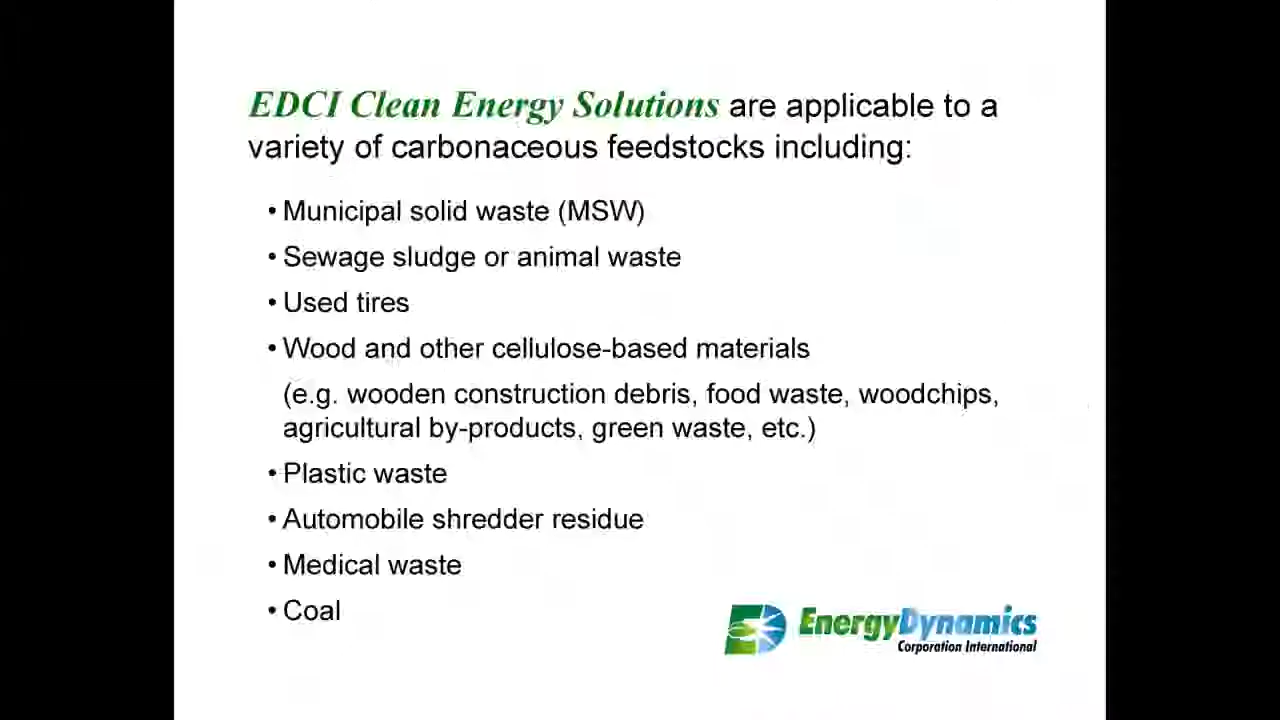 EDCI Clean Energy Solutions are applicable to a
variety of carbonaceous feedstocks including:
• Municipal solid waste (MSW)
• Sewage sludge or animal waste
• Used tires
• Wood and other cellulose-based materials
(e.g. wooden construction debris, food waste, woodchips,
agricultural by-products, green waste, etc.)
• Plastic waste
• Automobile shredder residue
• Medical waste
• Coal
EnergyDynamics
Corporation International